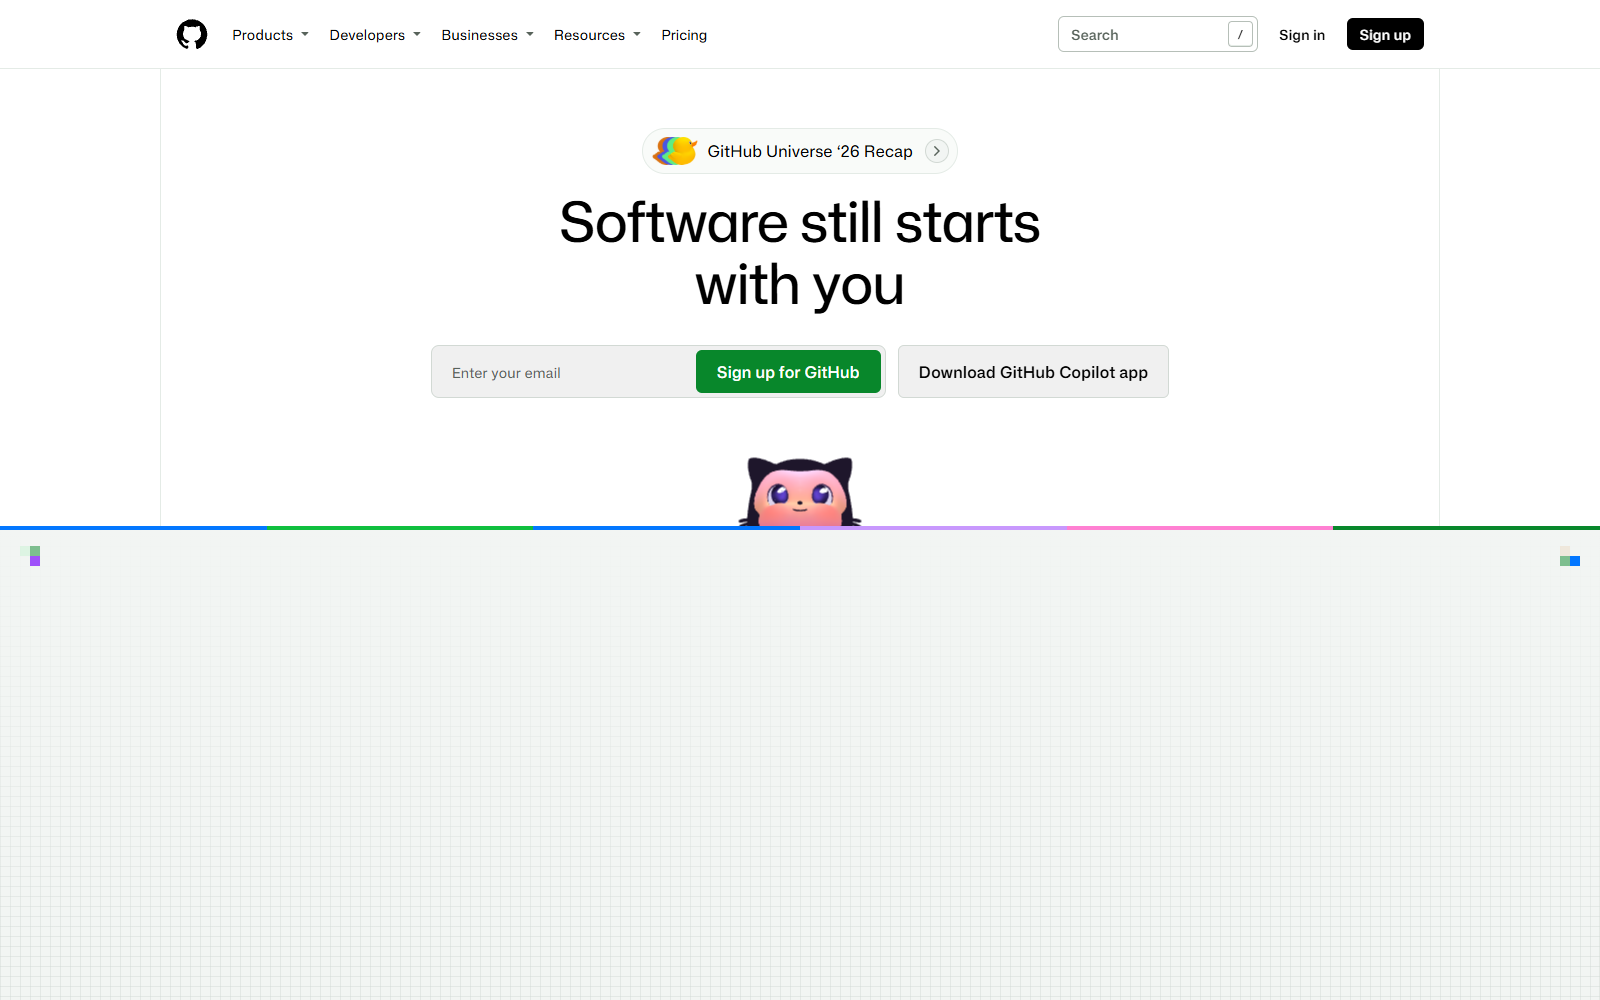 Products
Developers
Businesses
Resources
Pricing
Search
/
Sign in
Sign up
GitHub Universe ‘26 Recap
Software still starts
with you
Enter your email
Sign up for GitHub
Download GitHub Copilot app